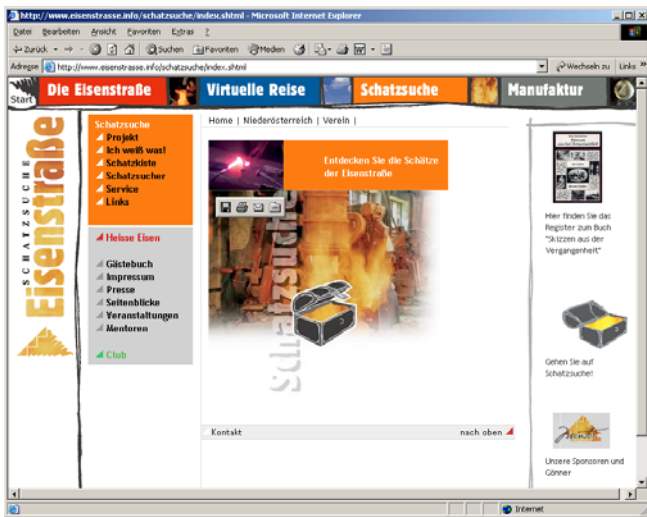 http://www.eisenstrasse.info/schatzsuche/index.shtml - Microsoft Internet Explorer
Datei Bearbeiten Ansicht Favoriten Extras ?
Zurück Suchen Favoriten Medien
Adresse http://www.eisenstrasse.info/schatzsuche/index.shtml Wechseln zu Links »
Start Die Eisenstraße Virtuelle Reise Schatzsuche Manufaktur
SCHATZSUCHE
Eisenstraße
Schatzsuche
Projekt
Ich weiß was!
Schatzkiste
Schatzsucher
Service
Links
Heisse Eisen
Gästebuch
Impressum
Presse
Seitenblicke
Veranstaltungen
Mentoren
Club
Home | Niederösterreich | Verein |
Entdecken Sie die Schätze
der Eisenstraße
Schatzsuche
Kontakt nach oben
Hier finden Sie das
Register zum Buch
"Skizzen aus der
Vergangenheit"
Gehen Sie auf
Schatzsuche!
Unsere Sponsoren und
Gönner
Internet